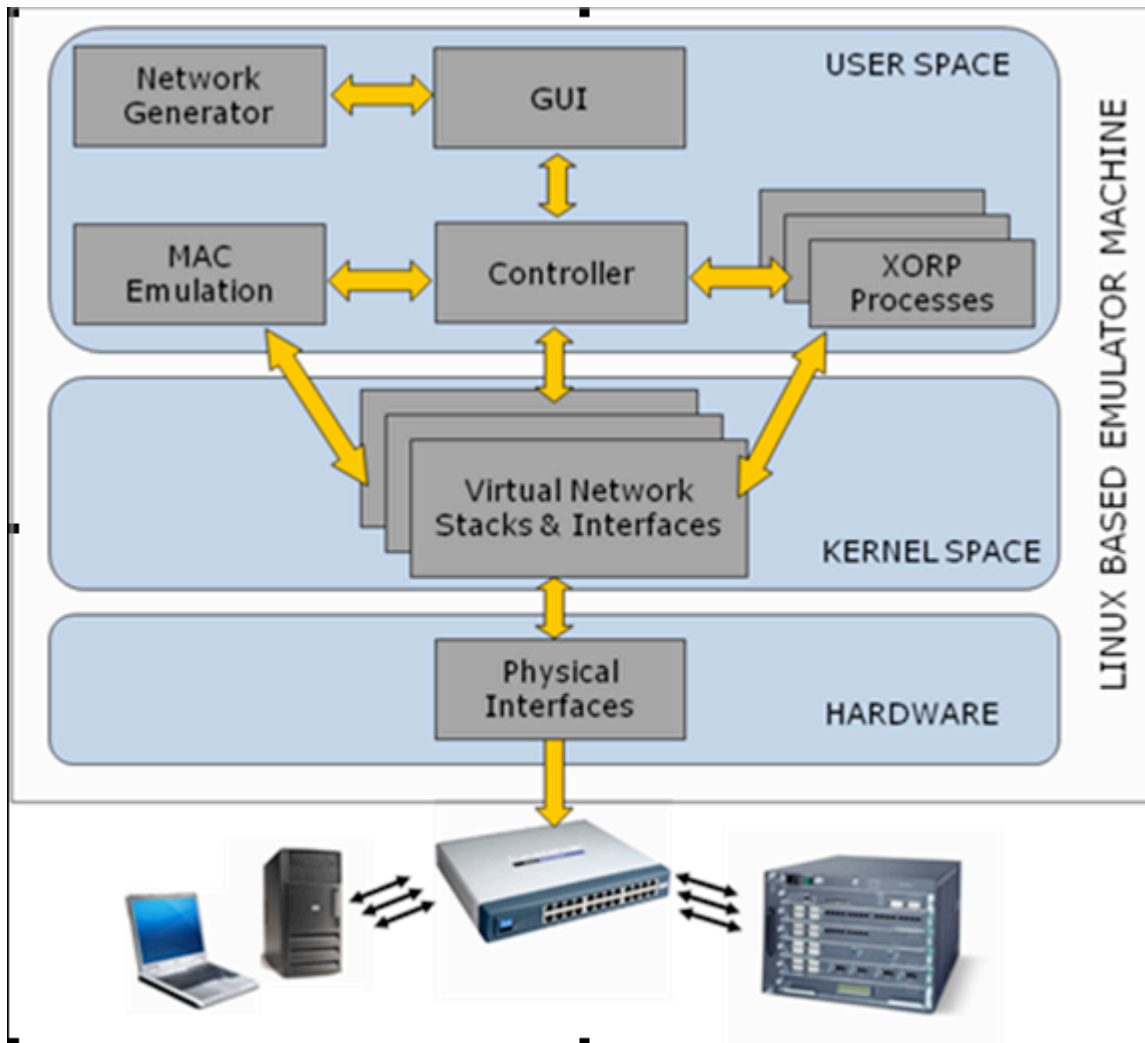 USER SPACE
Network
Generator
GUI
MAC
Emulation
Controller
XORP
Processes
Virtual Network
Stacks & Interfaces
KERNEL SPACE
Physical
Interfaces
HARDWARE
LINUX BASED EMULATOR MACHINE